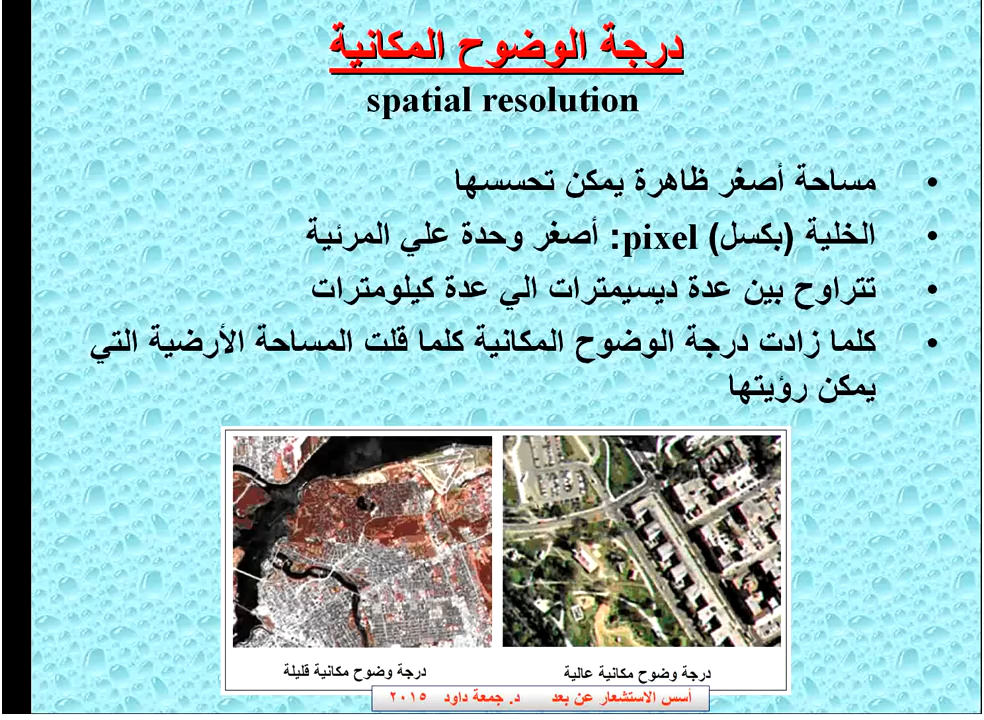 درجة الوضوح المكانية
spatial resolution
• مساحة أصغر ظاهرة يمكن تحسسها
• الخلية (بكسل) pixel: أصغر وحدة علي المرئية
• تتراوح بين عدة ديسيمترات الي عدة كيلومترات
• كلما زادت درجة الوضوح المكانية كلما قلت المساحة الأرضية التي
يمكن رؤيتها
درجة وضوح مكانية عالية
درجة وضوح مكانية قليلة
أسس الاستشعار عن بعد د. جمعة داود ٢٠١٥